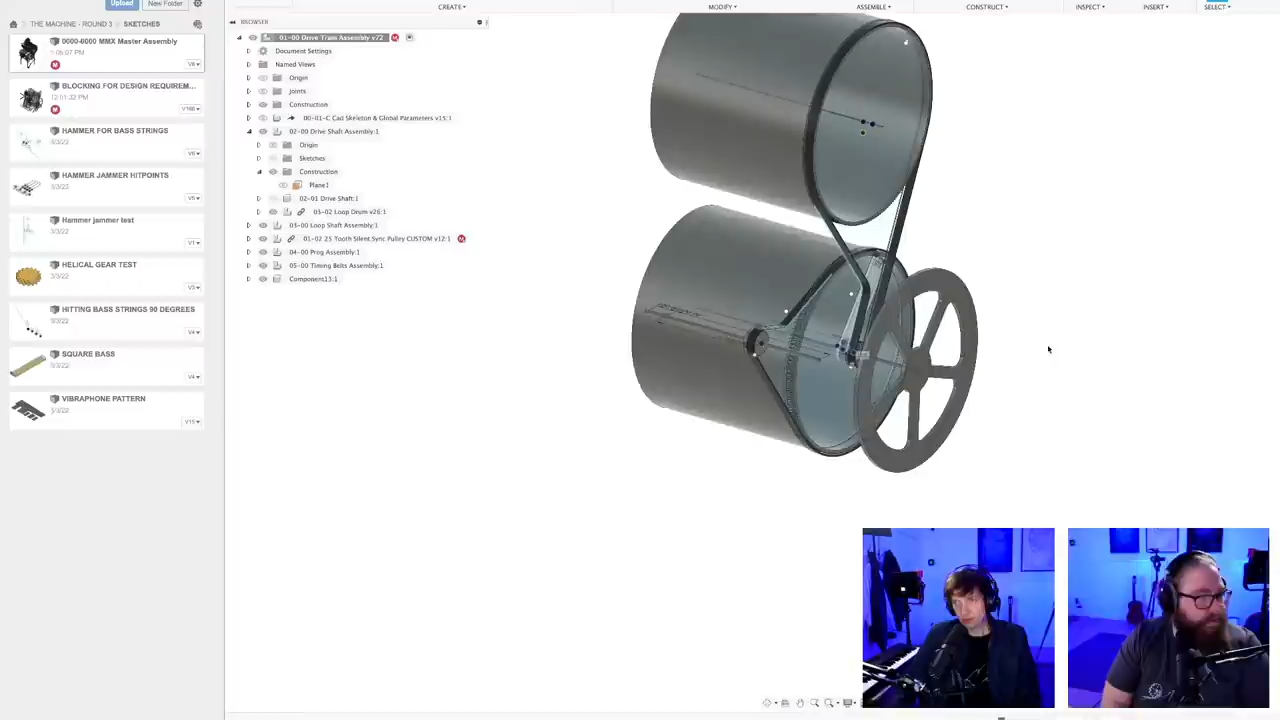 Upload
New Folder
CREATE
MODIFY
ASSEMBLE
CONSTRUCT
INSPECT
INSERT
SELECT
THE MACHINE - ROUND 3
SKETCHES
0000-0000 MMX Master Assembly
V8
BLOCKING FOR DESIGN REQUIREM...
HAMMER FOR BASS STRINGS
HAMMER JAMMER HITPOINTS
V5
Hammer jammer test
V1
HELICAL GEAR TEST
V3
HITTING BASS STRINGS 90 DEGREES
V4
SQUARE BASS
V4
VIBRAPHONE PATTERN
BROWSER
01-00 Drive Train Assembly v72
Document Settings
Named Views
Origin
Joints
Construction
00-01-C Cad Skeleton & Global Parameters v15:1
02-00 Drive Shaft Assembly:1
Origin
Sketches
Construction
Plane1
02-01 Drive Shaft:1
03-02 Loop Drum v26:1
03-00 Loop Shaft Assembly:1
01-02 25 Tooth Silent Sync Pulley CUSTOM v12:1
04-00 Prog Assembly:1
05-00 Timing Belts Assembly:1
Component13:1